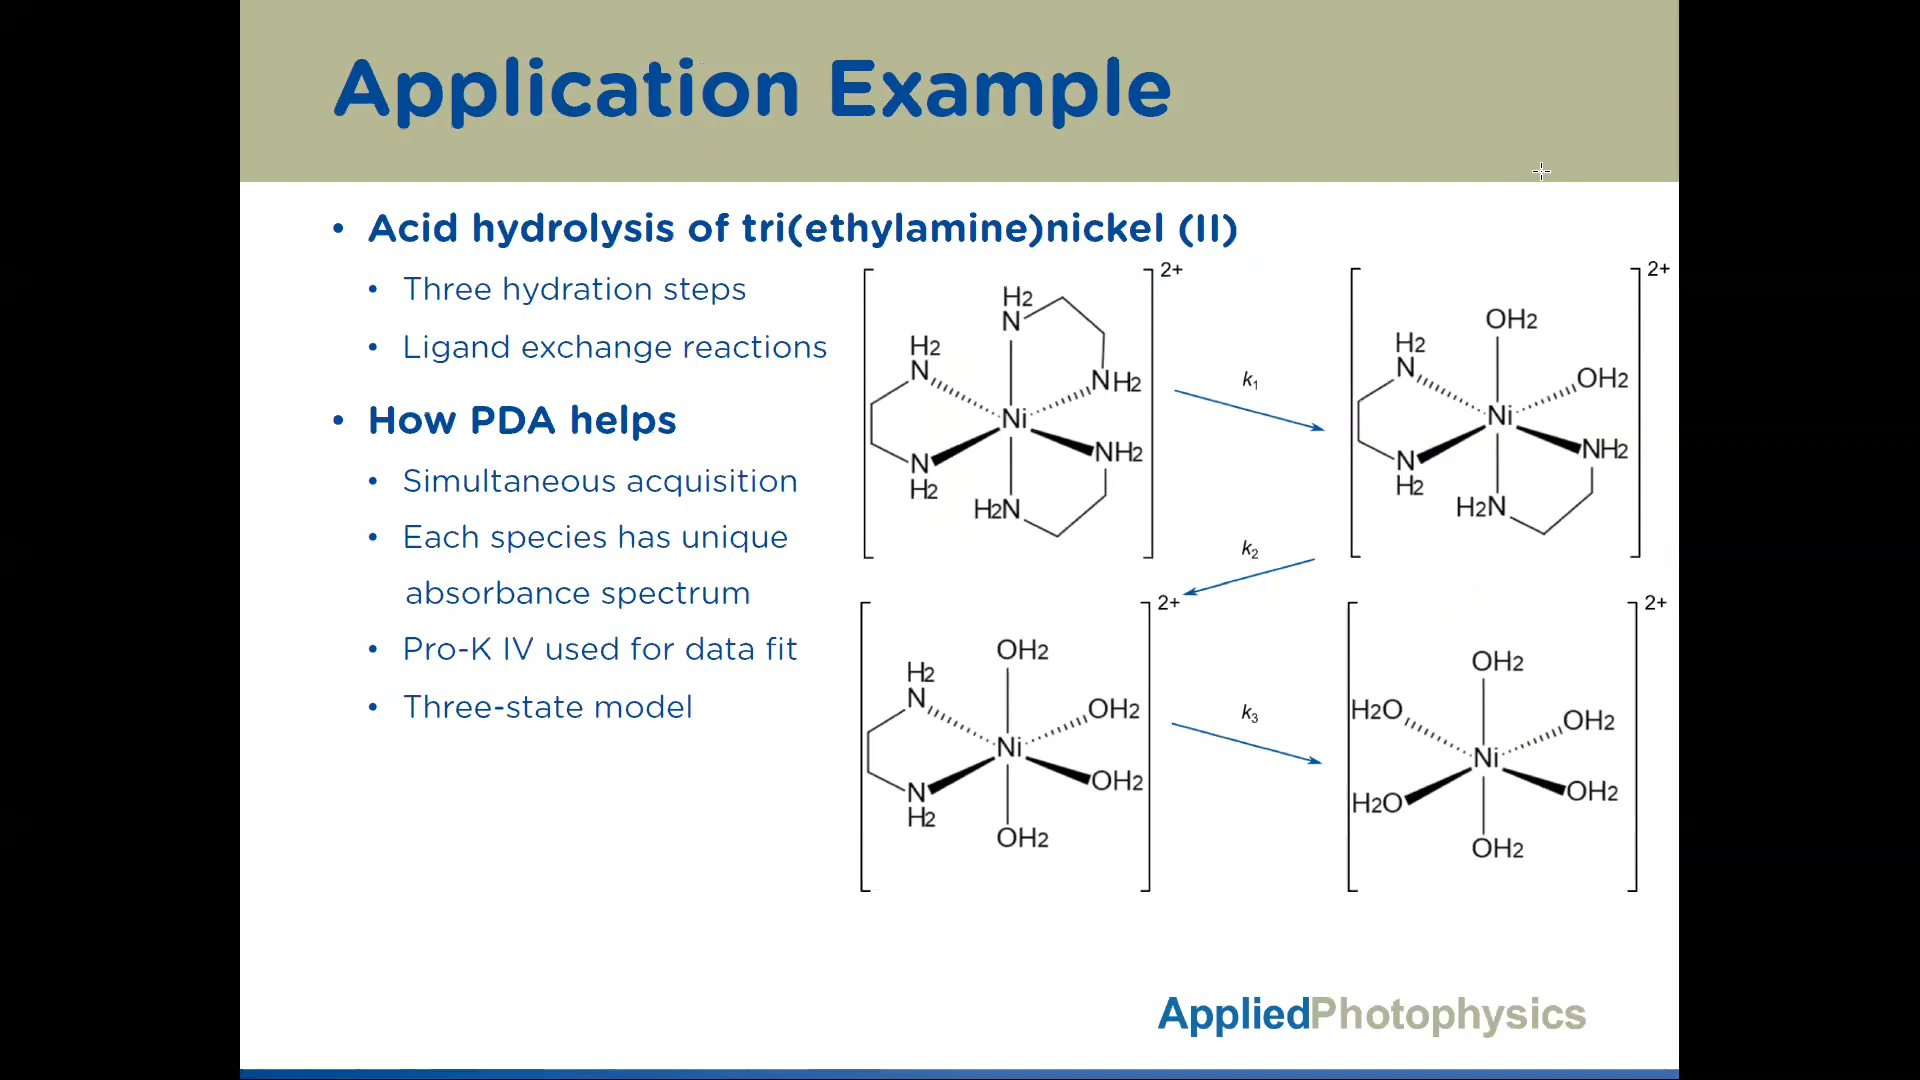 Application Example
• Acid hydrolysis of tri(ethylamine)nickel (II)
• Three hydration steps
• Ligand exchange reactions
• How PDA helps
• Simultaneous acquisition
• Each species has unique
absorbance spectrum
• Pro-K IV used for data fit
• Three-state model
2+
H2
N
H2
N
NH2
Ni
N
H2
NH2
H2N
k1
2+
OH2
H2
N
OH2
Ni
N
H2
NH2
H2N
k2
2+
OH2
H2
N
OH2
Ni
N
H2
OH2
OH2
k3
2+
OH2
H2O
OH2
Ni
H2O
OH2
OH2
AppliedPhotophysics